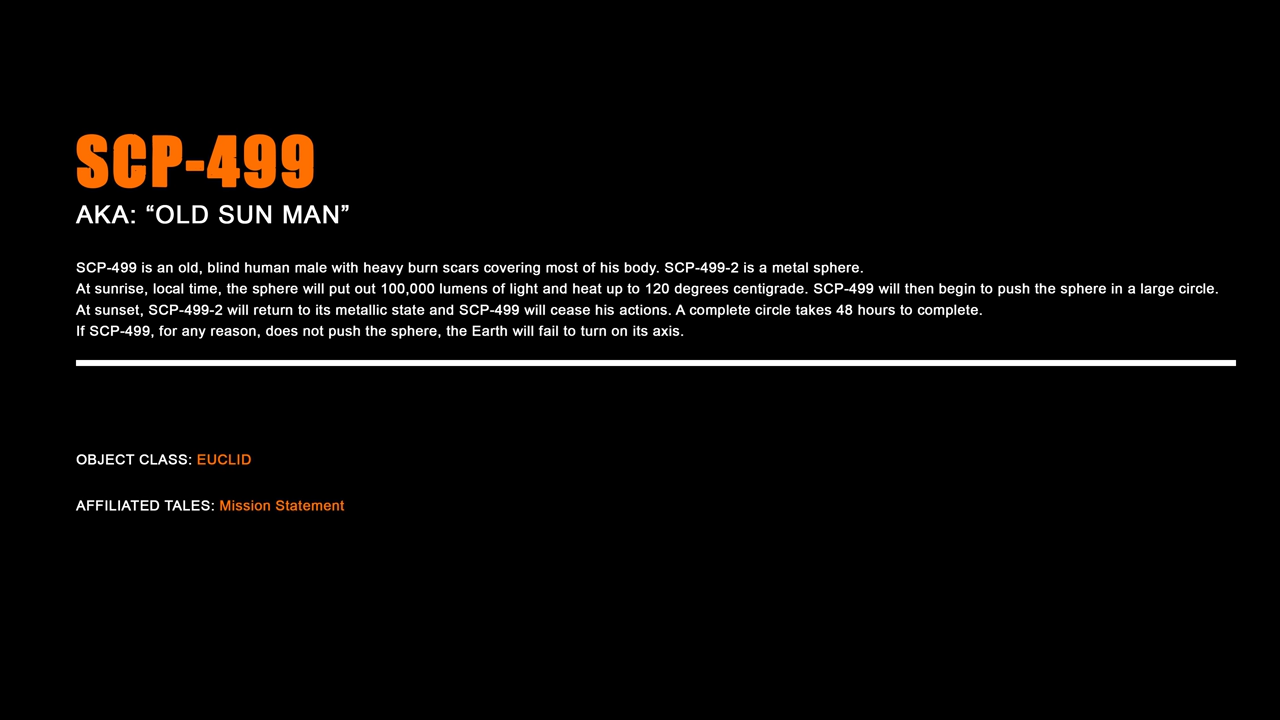 SCP-499
AKA: “OLD SUN MAN”
SCP-499 is an old, blind human male with heavy burn scars covering most of his body. SCP-499-2 is a metal sphere.
At sunrise, local time, the sphere will put out 100,000 lumens of light and heat up to 120 degrees centigrade. SCP-499 will then begin to push the sphere in a large circle.
At sunset, SCP-499-2 will return to its metallic state and SCP-499 will cease his actions. A complete circle takes 48 hours to complete.
If SCP-499, for any reason, does not push the sphere, the Earth will fail to turn on its axis.
OBJECT CLASS: EUCLID
AFFILIATED TALES: Mission Statement